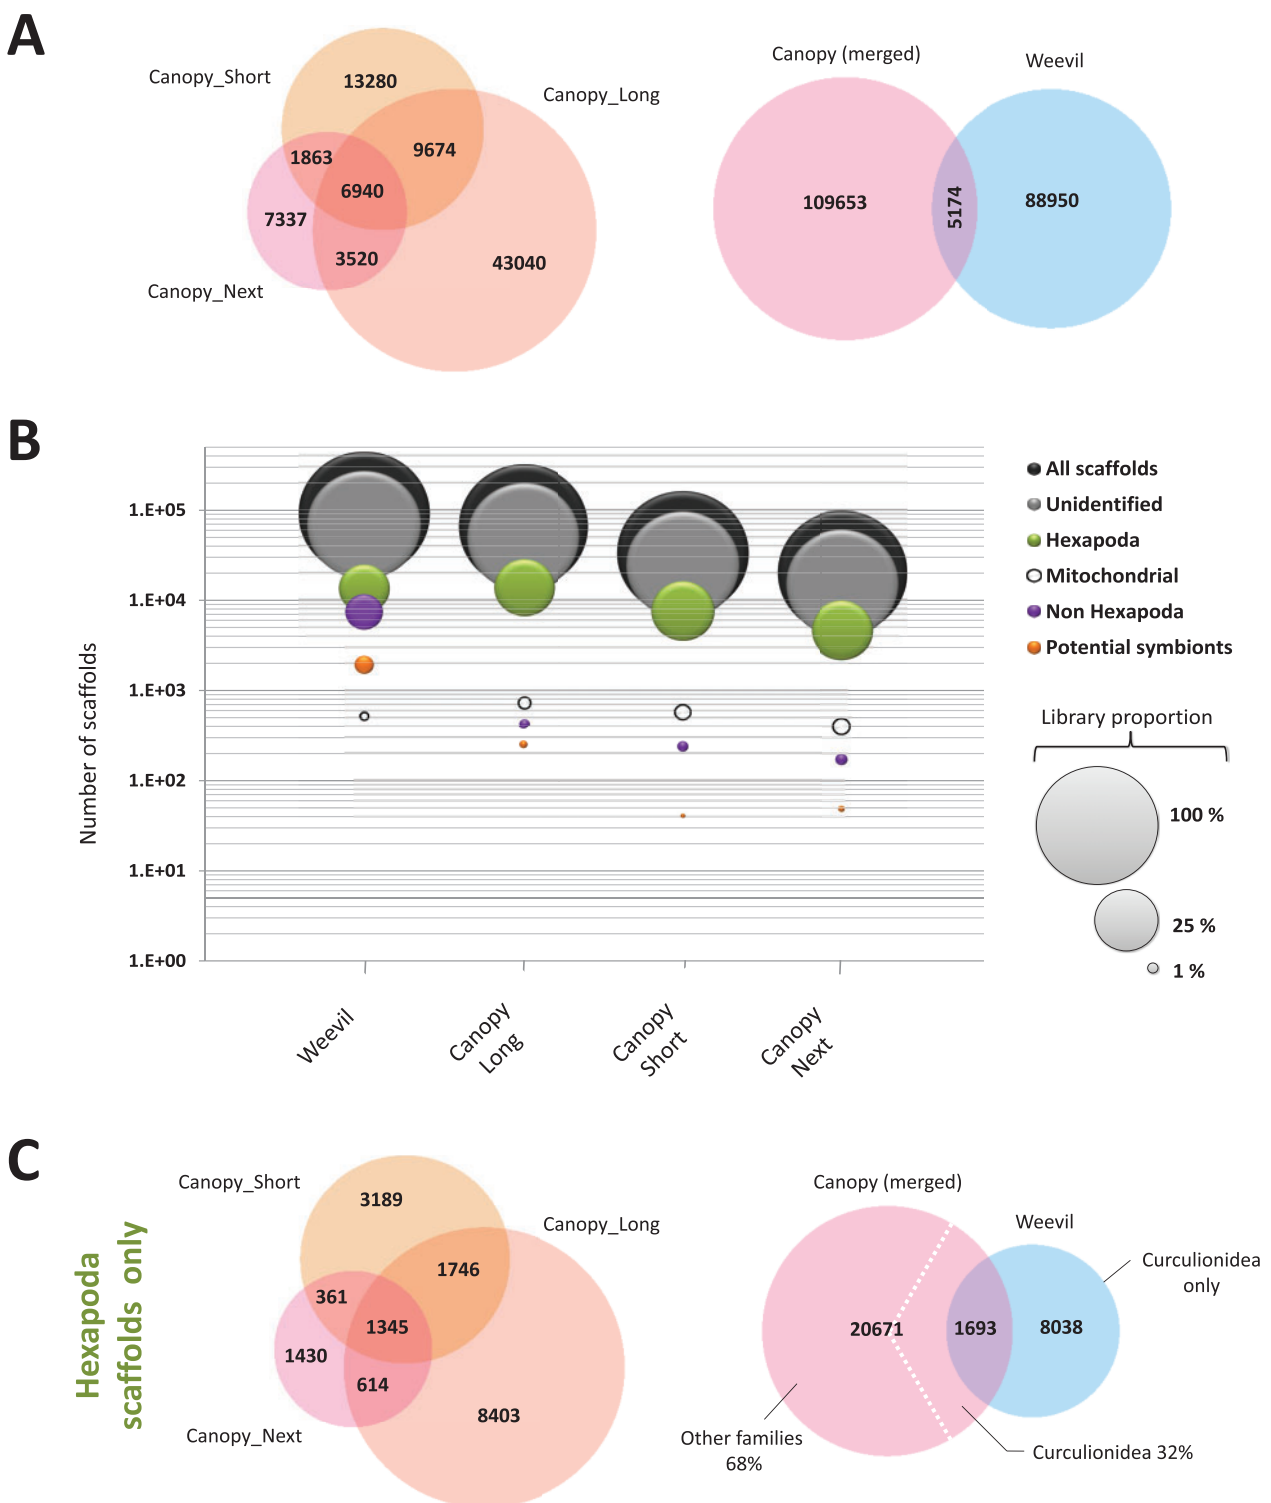 A
Canopy_Short
13280
Canopy_Long
9674
1863
6940
7337
3520
43040
Canopy_Next
Canopy (merged)
Weevil
109653
5174
88950
B
Number of scaffolds
1.E+05
1.E+04
1.E+03
1.E+02
1.E+01
1.E+00
Weevil
Canopy
Long
Canopy
Short
Canopy
Next
All scaffolds
Unidentified
Hexapoda
Mitochondrial
Non Hexapoda
Potential symbionts
Library proportion
100 %
25 %
1 %
C
Hexapoda
scaffolds only
Canopy_Short
3189
Canopy_Long
1746
361
1345
1430
614
8403
Canopy_Next
Canopy (merged)
Weevil
Curculionidea
only
20671
1693
8038
Other families
68%
Curculionidea 32%